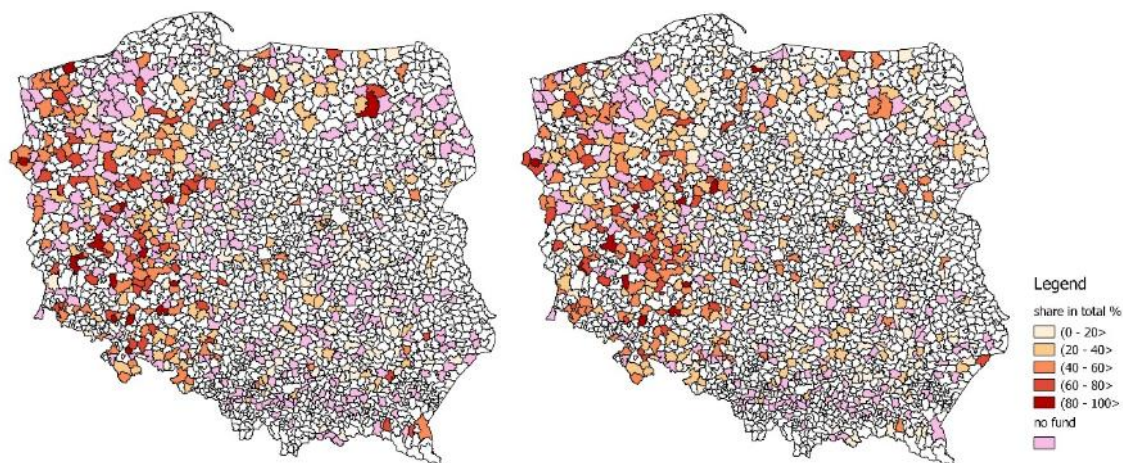 Legend
share in total %
(0 - 20>
(20 - 40>
(40 - 60>
(60 - 80>
(80 - 100>
no fund